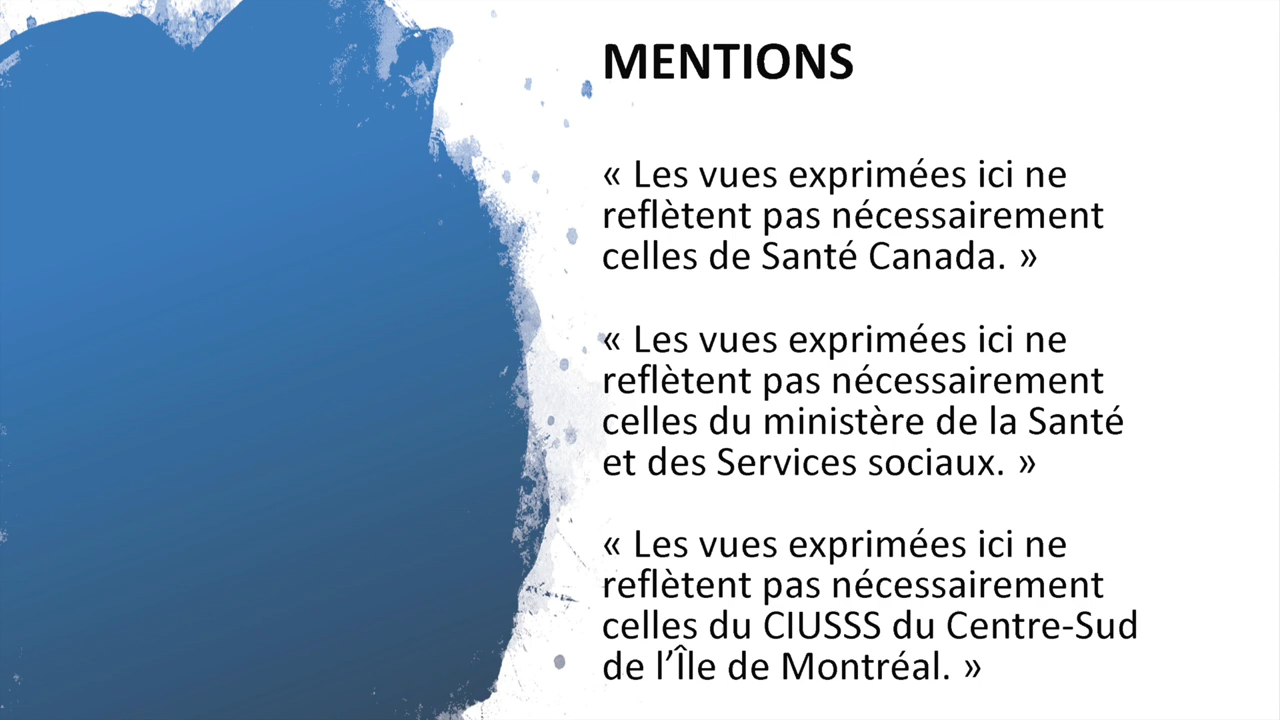 MENTIONS
« Les vues exprimées ici ne
reflètent pas nécessairement
celles de Santé Canada. »
« Les vues exprimées ici ne
reflètent pas nécessairement
celles du ministère de la Santé
et des Services sociaux. »
« Les vues exprimées ici ne
reflètent pas nécessairement
celles du CIUSSS du Centre-Sud
de l’Île de Montréal. »